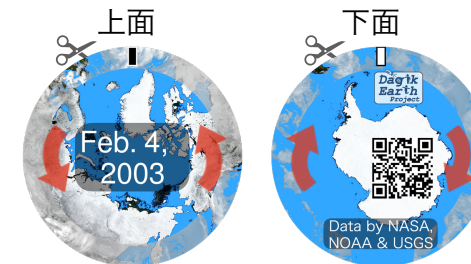 上面
下面
Feb. 4,
2003
Dagik
Earth
Project
Data by NASA,
NOAA & USGS